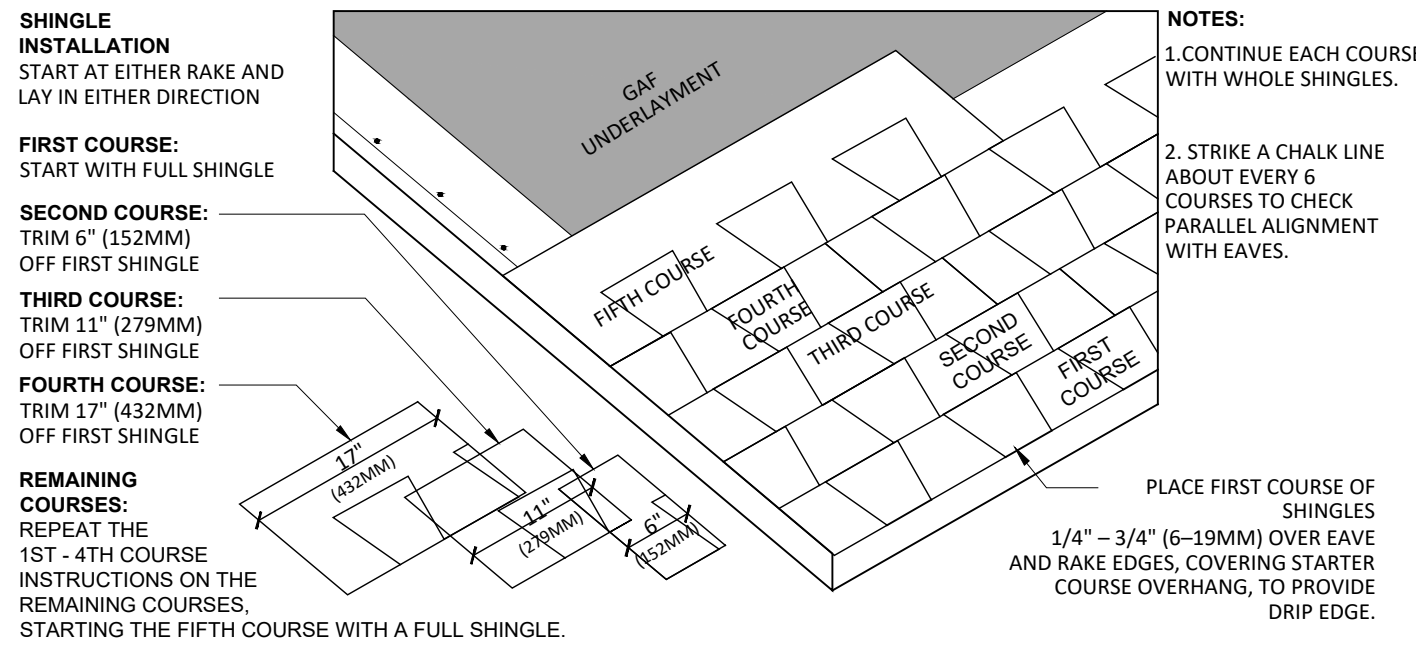 SHINGLE
INSTALLATION
START AT EITHER RAKE AND
LAY IN EITHER DIRECTION
FIRST COURSE:
START WITH FULL SHINGLE
SECOND COURSE:
TRIM 6" (152MM)
OFF FIRST SHINGLE
THIRD COURSE:
TRIM 11" (279MM)
OFF FIRST SHINGLE
FOURTH COURSE:
TRIM 17" (432MM)
OFF FIRST SHINGLE
REMAINING
COURSES:
REPEAT THE
1ST - 4TH COURSE
INSTRUCTIONS ON THE
REMAINING COURSES,
STARTING THE FIFTH COURSE WITH A FULL SHINGLE.
17"
(432MM)
11"
(279MM)
6"
(152MM)
GAF
UNDERLAYMENT
FIFTH COURSE
FOURTH
COURSE
THIRD COURSE
SECOND
COURSE
FIRST
COURSE
NOTES:
1.CONTINUE EACH COURSE
WITH WHOLE SHINGLES.
2. STRIKE A CHALK LINE
ABOUT EVERY 6
COURSES TO CHECK
PARALLEL ALIGNMENT
WITH EAVES.
PLACE FIRST COURSE OF
SHINGLES
1/4" – 3/4" (6–19MM) OVER EAVE
AND RAKE EDGES, COVERING STARTER
COURSE OVERHANG, TO PROVIDE
DRIP EDGE.